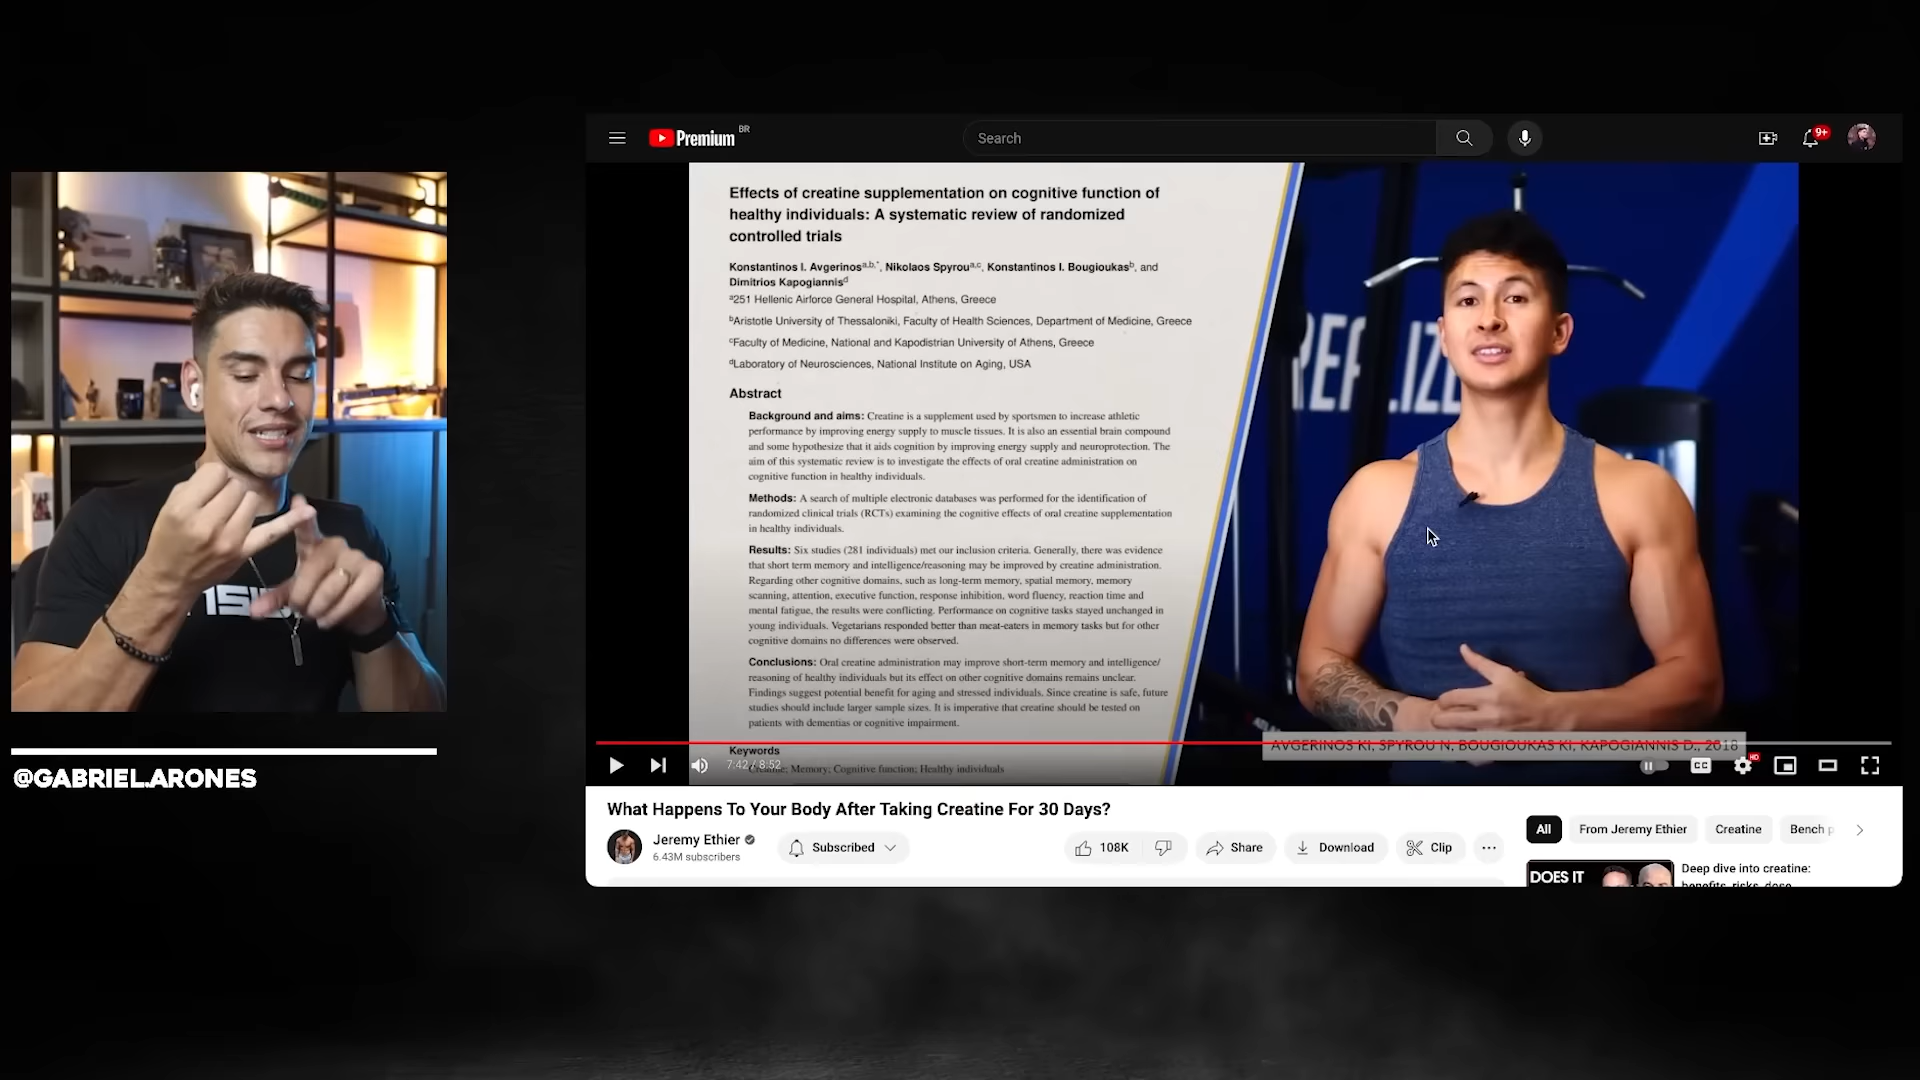 Premium BR
Search
9+
Effects of creatine supplementation on cognitive function of
healthy individuals: A systematic review of randomized
controlled trials
Konstantinos I. Avgerinosa,b,*, Nikolaos Spyroua,c, Konstantinos I. Bougioukasb, and
Dimitrios Kapogiannisd
a251 Hellenic Airforce General Hospital, Athens, Greece
bAristotle University of Thessaloniki, Faculty of Health Sciences, Department of Medicine, Greece
cFaculty of Medicine, National and Kapodistrian University of Athens, Greece
dLaboratory of Neurosciences, National Institute on Aging, USA
Abstract
Background and aims: Creatine is a supplement used by sportsmen to increase athletic
performance by improving energy supply to muscle tissues. It is also an essential brain compound
and some hypothesize that it aids cognition by improving energy supply and neuroprotection. The
aim of this systematic review is to investigate the effects of oral creatine administration on
cognitive function in healthy individuals.
Methods: A search of multiple electronic databases was performed for the identification of
randomized clinical trials (RCTs) examining the cognitive effects of oral creatine supplementation
in healthy individuals.
Results: Six studies (281 individuals) met our inclusion criteria. Generally, there was evidence
that short term memory and intelligence/reasoning may be improved by creatine administration.
Regarding other cognitive domains, such as long-term memory, spatial memory, memory
scanning, attention, executive function, response inhibition, word fluency, reaction time and
mental fatigue, the results were conflicting. Performance on cognitive tasks stayed unchanged in
young individuals. Vegetarians responded better than meat-eaters in memory tasks but for other
cognitive domains no differences were observed.
Conclusions: Oral creatine administration may improve short-term memory and intelligence/
reasoning of healthy individuals but its effect on other cognitive domains remains unclear.
Findings suggest potential benefit for aging and stressed individuals. Since creatine is safe, future
studies should include larger sample sizes. It is imperative that creatine should be tested on
patients with dementias or cognitive impairment.
Keywords
Creatine; Memory; Cognitive function; Healthy individuals
AVGERINOS KI, SPYROU N, BOUGIOUKAS KI, KAPOGIANNIS D., 2018
7:42 / 8:52
CC
HD
@GABRIEL.ARONES
What Happens To Your Body After Taking Creatine For 30 Days?
Jeremy Ethier
6.43M subscribers
Subscribed
108K
Share
Download
Clip
All
From Jeremy Ethier
Creatine
Bench
DOES IT
Deep dive into creatine:
benefits, risks, dose